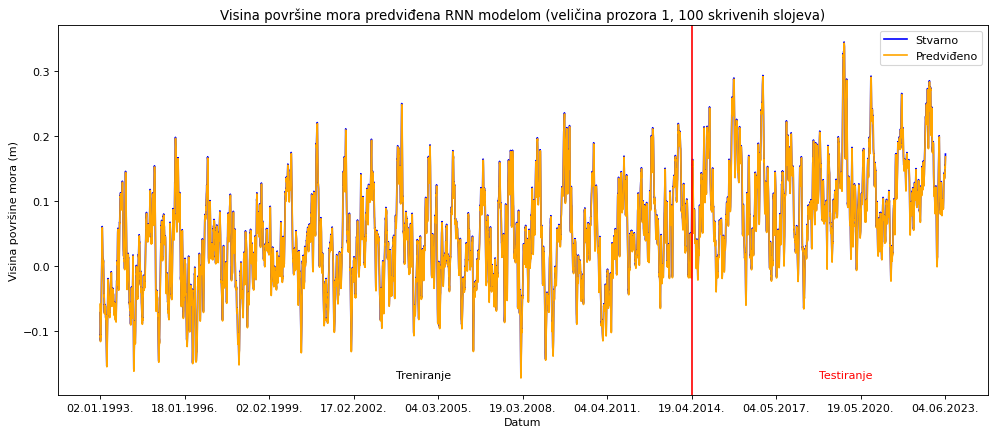 Visina površine mora predviđena RNN modelom (veličina prozora 1, 100 skrivenih slojeva)
Stvarno
Predviđeno
Visina površine mora (m)
0.3
0.2
0.1
0.0
−0.1
Treniranje
Testiranje
02.01.1993.
18.01.1996.
02.02.1999.
17.02.2002.
04.03.2005.
19.03.2008.
04.04.2011.
19.04.2014.
04.05.2017.
19.05.2020.
04.06.2023.
Datum